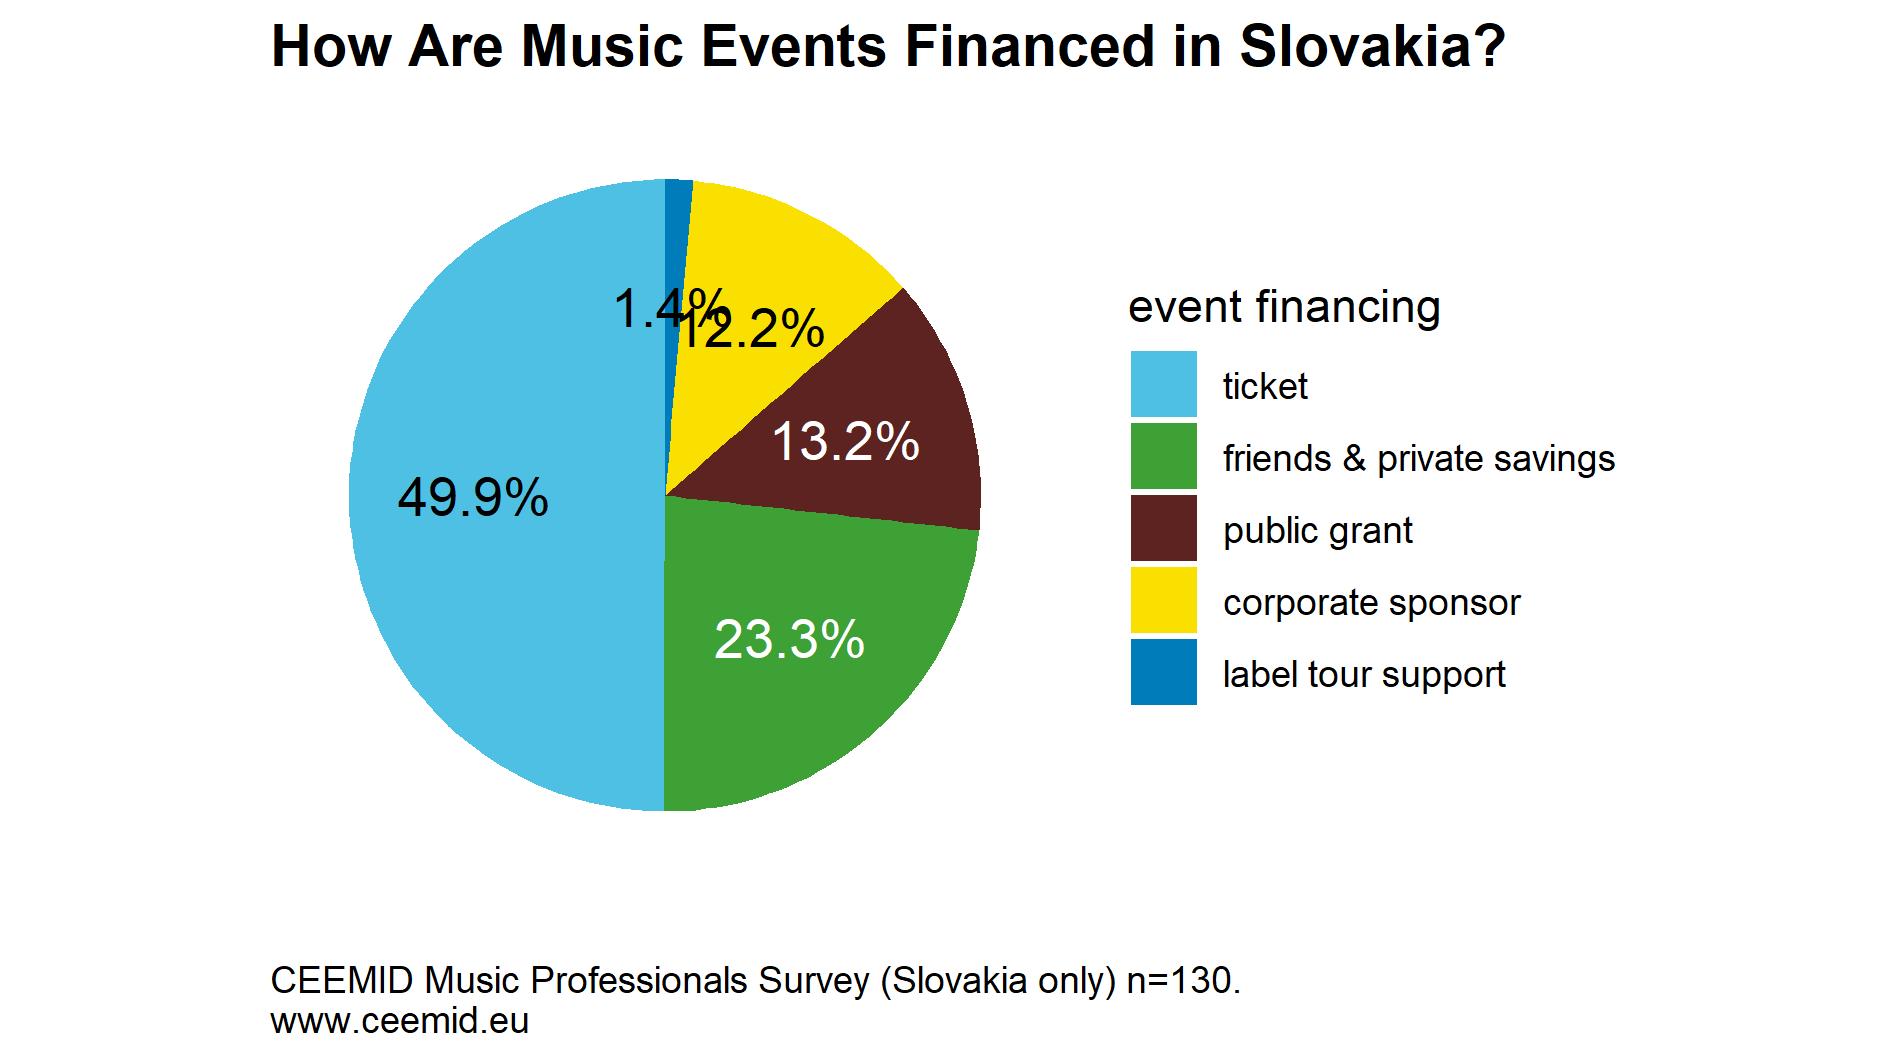 How Are Music Events Financed in Slovakia?
1.4%
12.2%
13.2%
49.9%
23.3%
event financing
ticket
friends & private savings
public grant
corporate sponsor
label tour support
CEEMID Music Professionals Survey (Slovakia only) n=130.
www.ceemid.eu